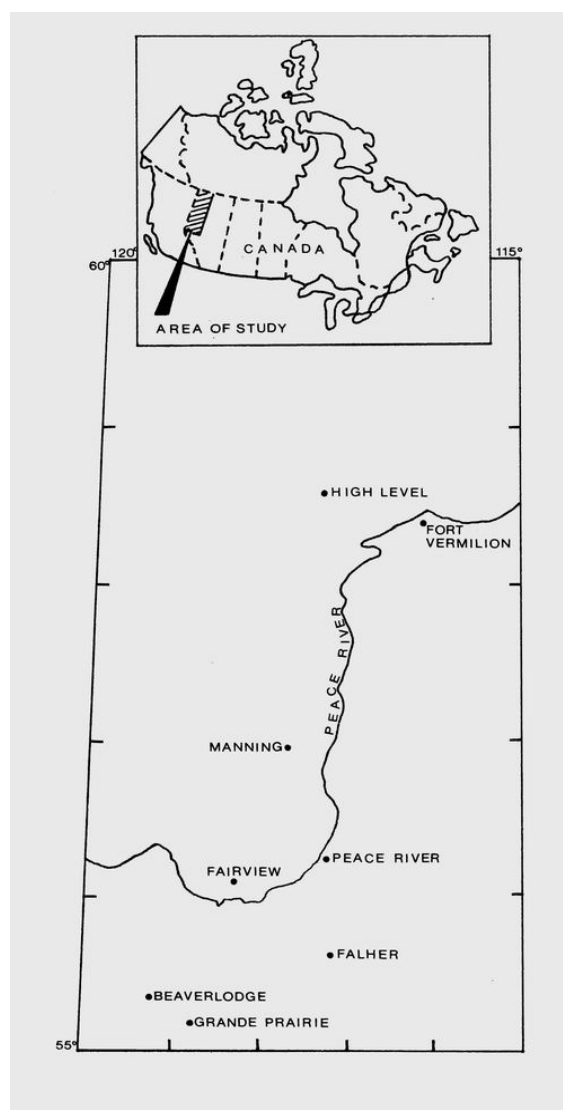 CANADA
AREA OF STUDY
120°
60°
115°
HIGH LEVEL
FORT
VERMILION
PEACE RIVER
MANNING
PEACE RIVER
FAIRVIEW
FALHER
BEAVERLODGE
GRANDE PRAIRIE
55°